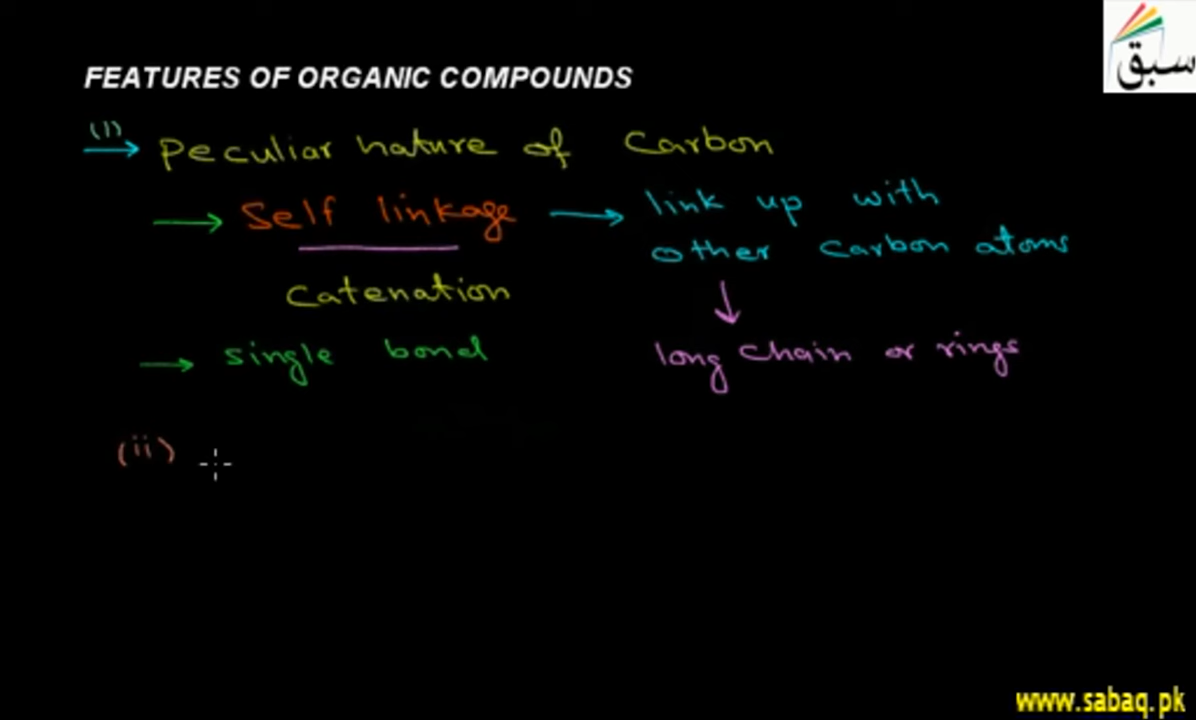 سبق
FEATURES OF ORGANIC COMPOUNDS
(1)
→ Peculiar nature of Carbon
→ Self linkage → link up with
other Carbon atoms
↓
Catenation
→ single bond
long Chain or rings
(ii)
www.sabaq.pk